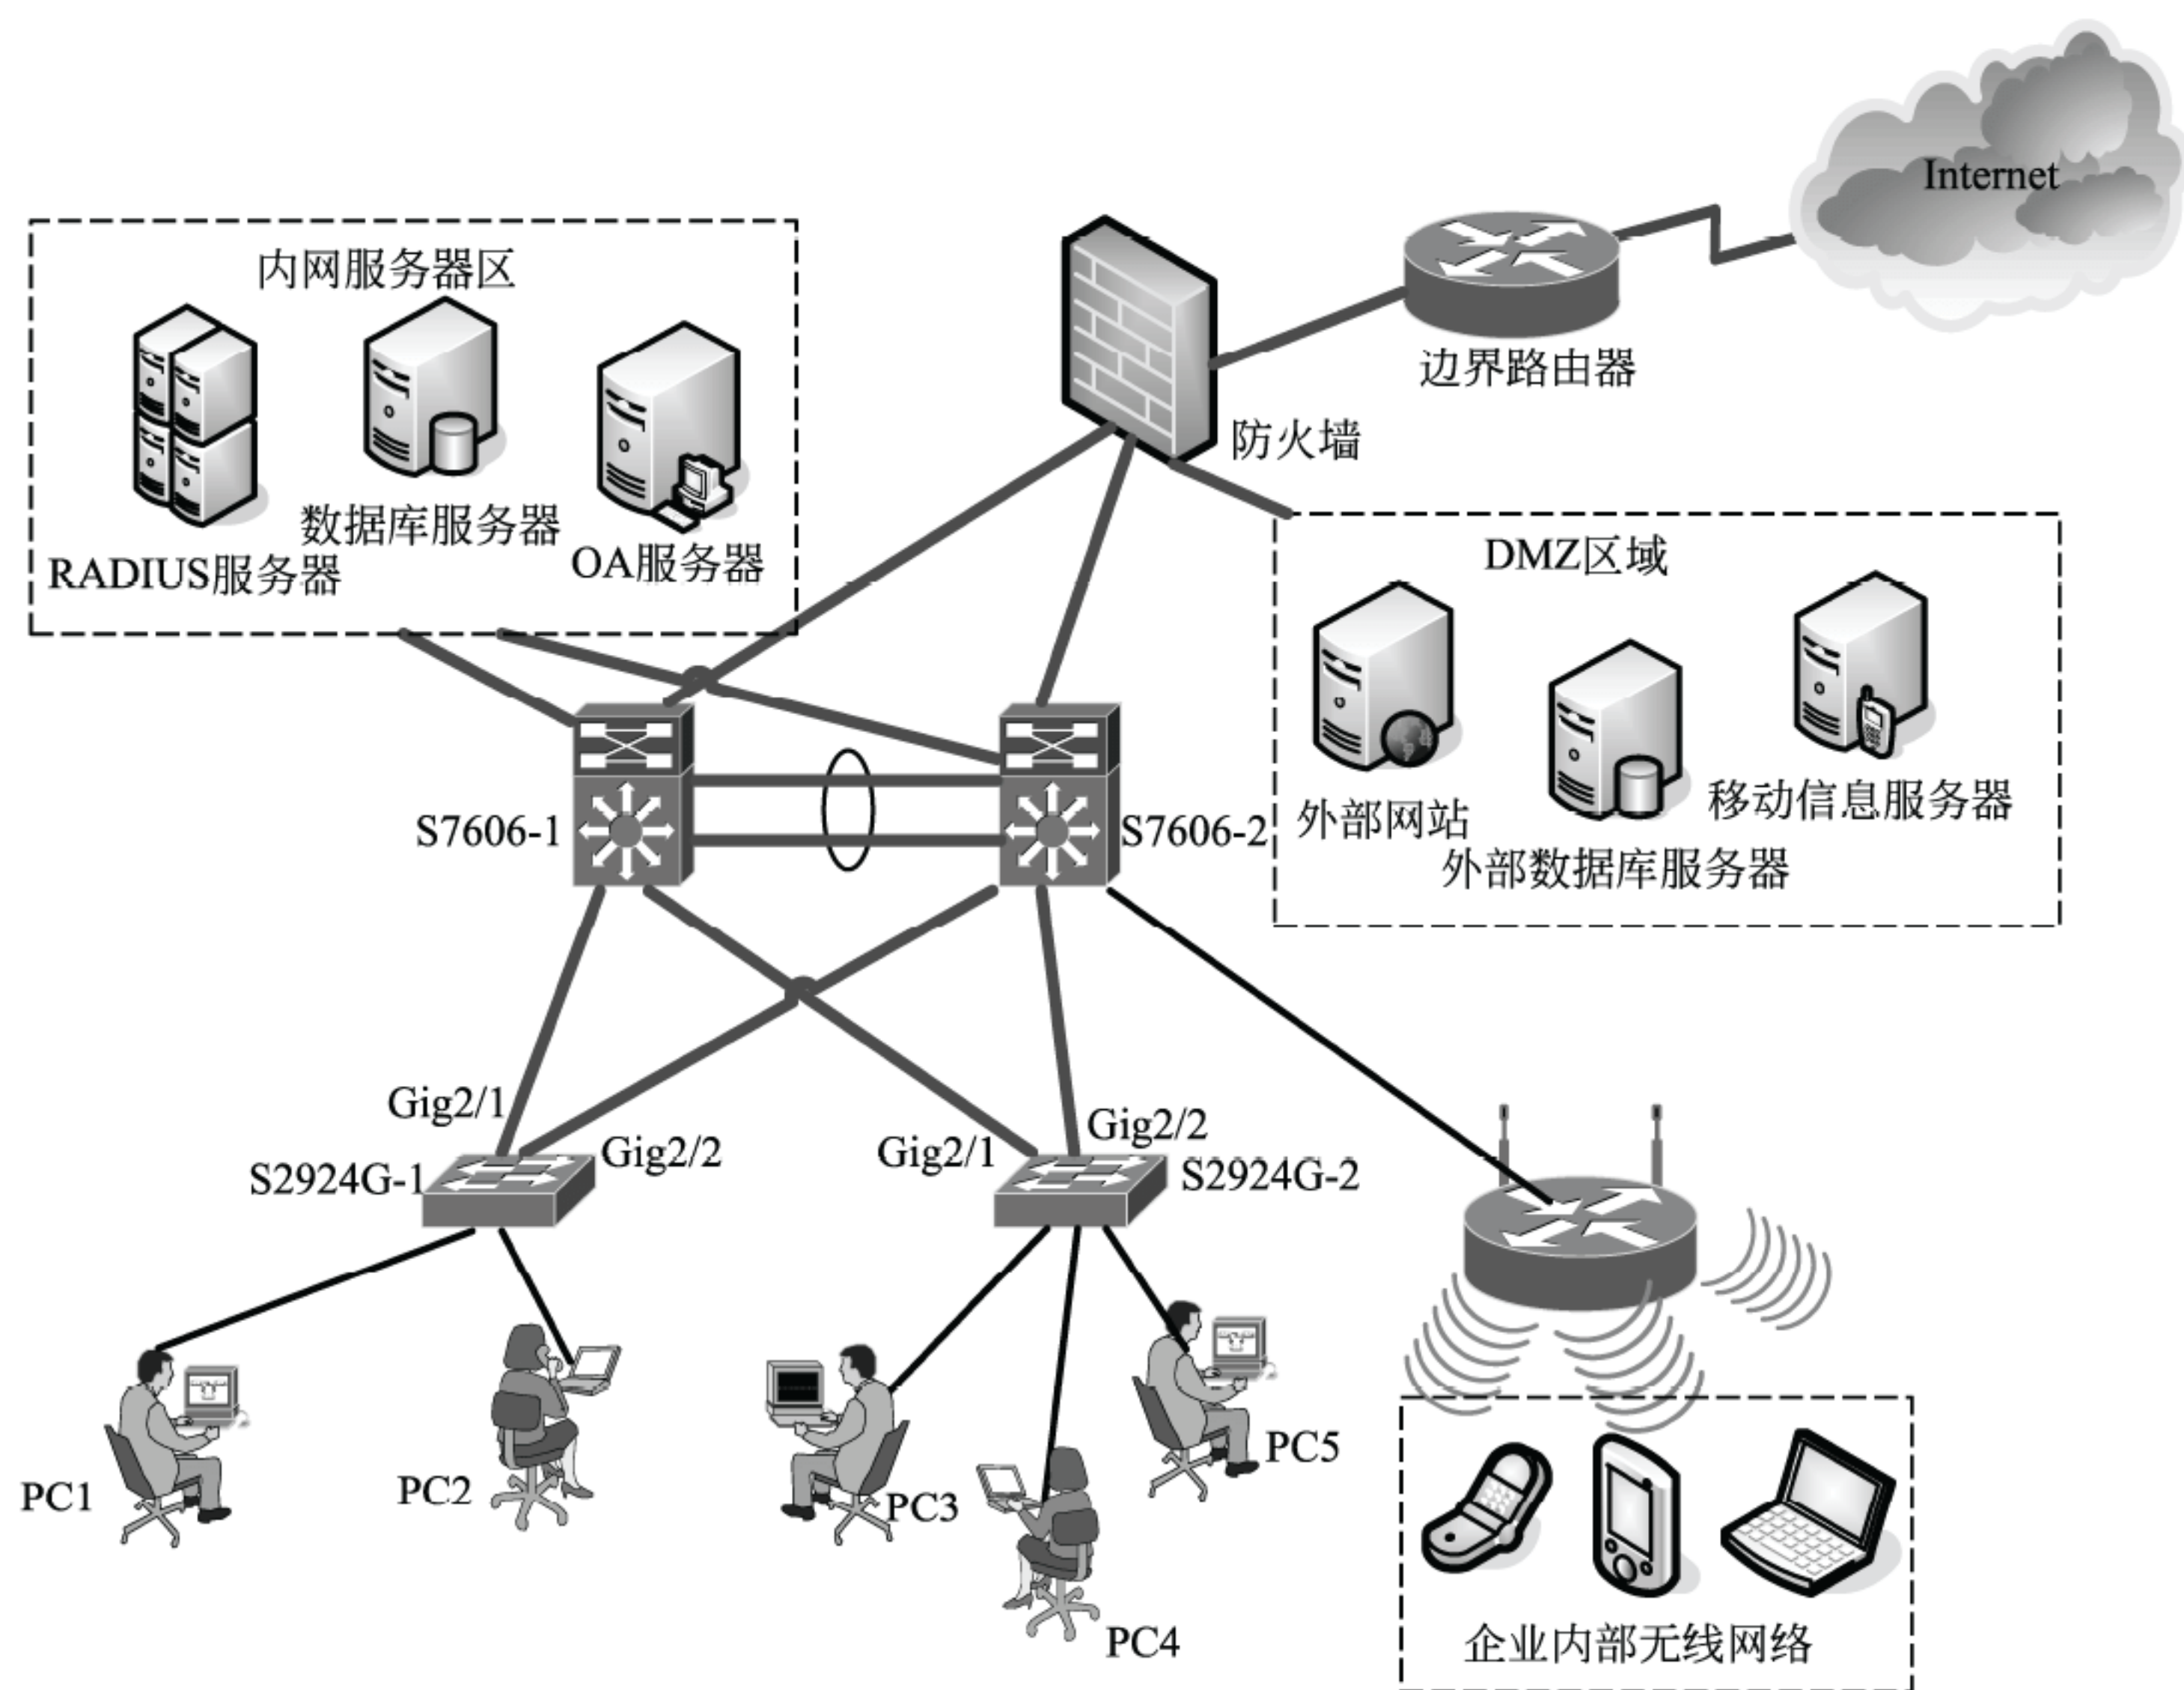 Internet
内网服务器区
边界路由器
防火墙
数据库服务器
OA服务器
RADIUS服务器
DMZ区域
外部网站
移动信息服务器
外部数据库服务器
S7606-1
S7606-2
Gig2/1
Gig2/2
S2924G-1
Gig2/1
Gig2/2
S2924G-2
PC1
PC2
PC3
PC4
PC5
企业内部无线网络